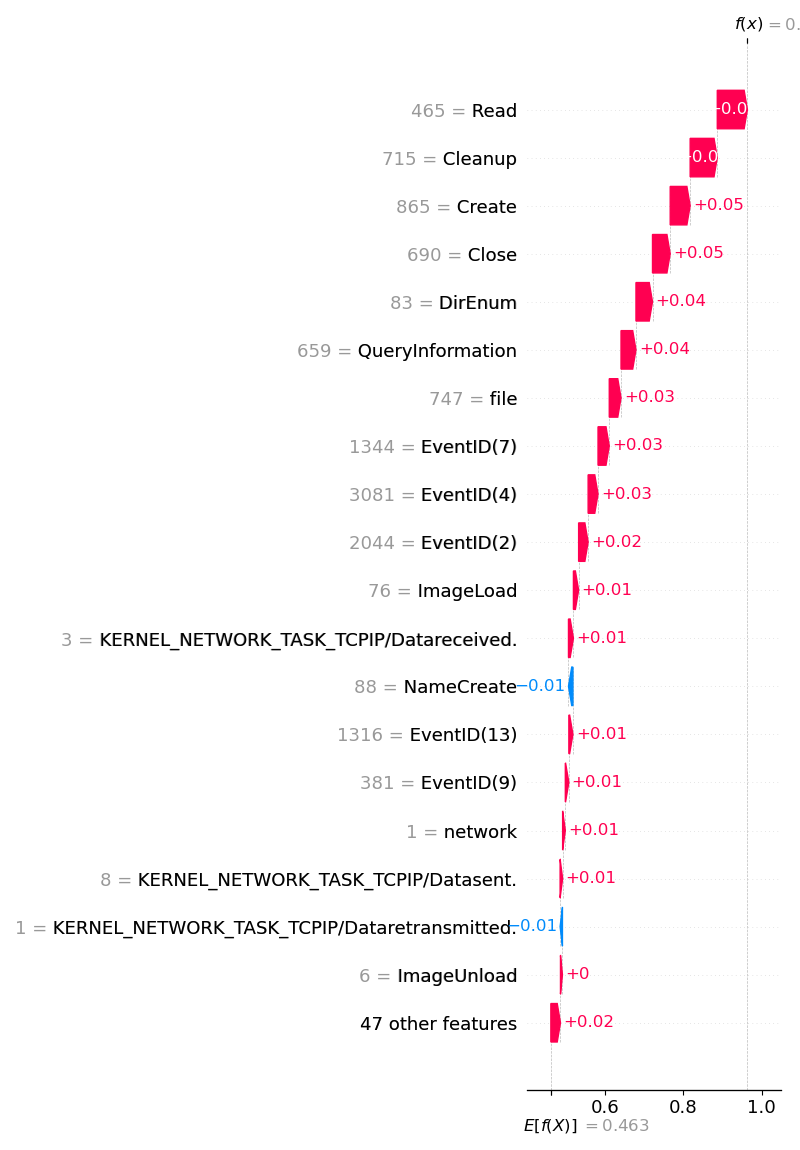 f(x) = 0.
465 = Read
-0.0
715 = Cleanup
-0.0
865 = Create +0.05
690 = Close +0.05
83 = DirEnum +0.04
659 = QueryInformation +0.04
747 = file +0.03
1344 = EventID(7) +0.03
3081 = EventID(4) +0.03
2044 = EventID(2) +0.02
76 = ImageLoad +0.01
3 = KERNEL_NETWORK_TASK_TCPIP/Datareceived. +0.01
88 = NameCreate −0.01
1316 = EventID(13) +0.01
381 = EventID(9) +0.01
1 = network +0.01
8 = KERNEL_NETWORK_TASK_TCPIP/Datasent. +0.01
1 = KERNEL_NETWORK_TASK_TCPIP/Dataretransmitted. −0.01
6 = ImageUnload +0
47 other features +0.02
0.6 0.8 1.0
E[f(X)] = 0.463